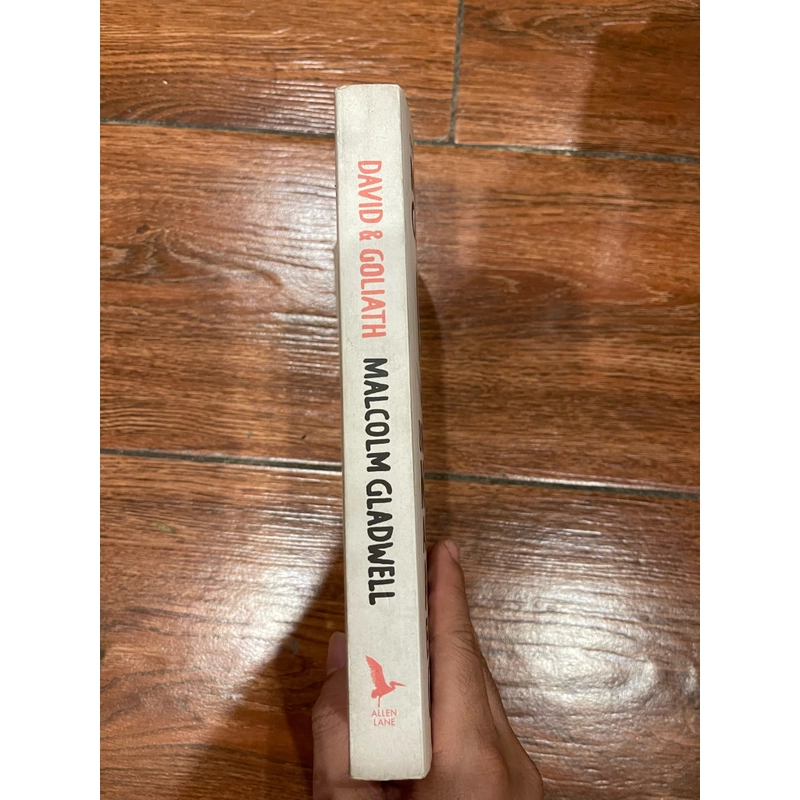 DAVID & GOLIATH
MALCOLM GLADWELL
ALLEN
LANE